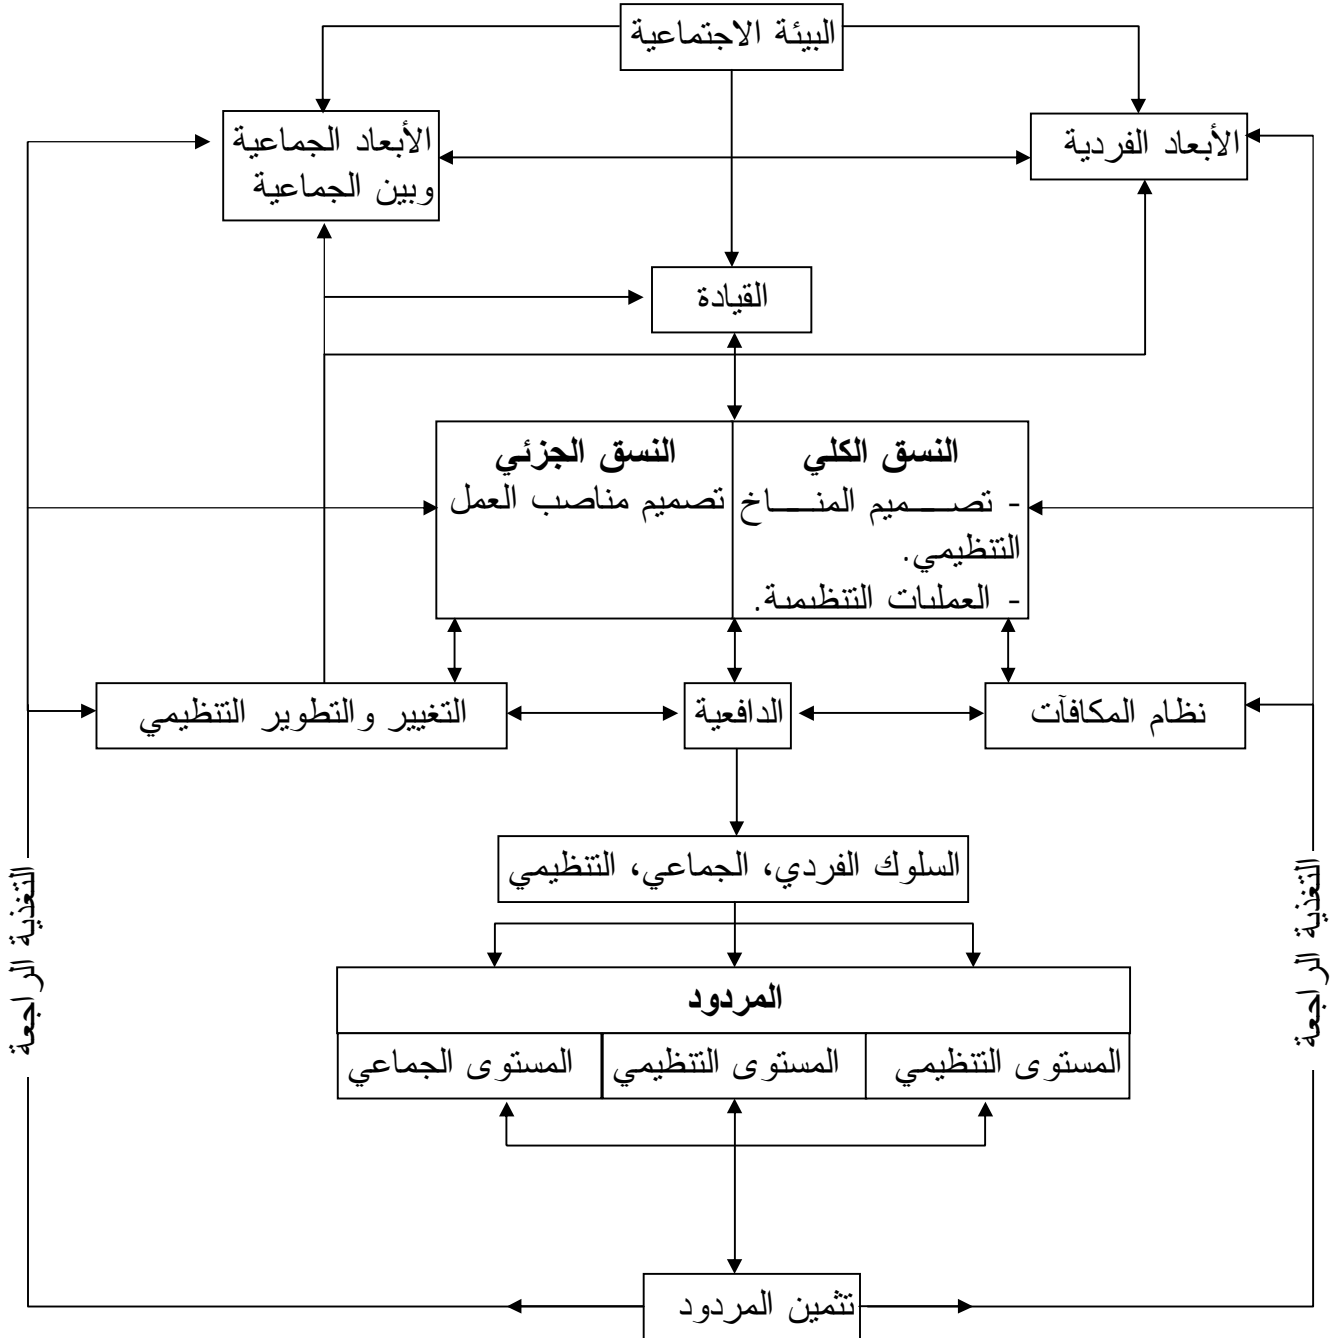 البيئة الاجتماعية
الأبعاد الفردية
الأبعاد الجماعية
وبين الجماعية
القيادة
النسق الكلي
- تصـــميم المنـــاخ
التنظيمي.
- العمليات التنظيمية.
النسق الجزئي
تصميم مناصب العمل
نظام المكافآت
الدافعية
التغيير والتطوير التنظيمي
السلوك الفردي، الجماعي، التنظيمي
التغذية الراجعة
التغذية الراجعة
المردود
المستوى التنظيمي
المستوى التنظيمي
المستوى الجماعي
تثمين المردود